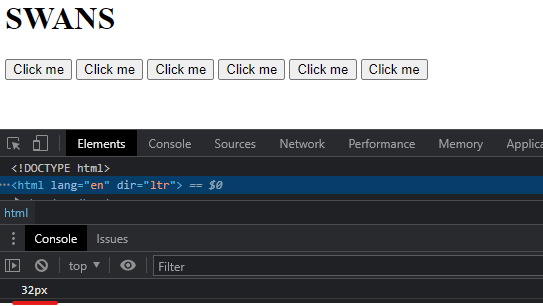 SWANS
Click me Click me Click me Click me Click me Click me
Elements Console Sources Network Performance Memory Applica
<!DOCTYPE html>
⋯<html lang="en" dir="ltr"> == $0
html
Console Issues
top ▼ Filter
32px